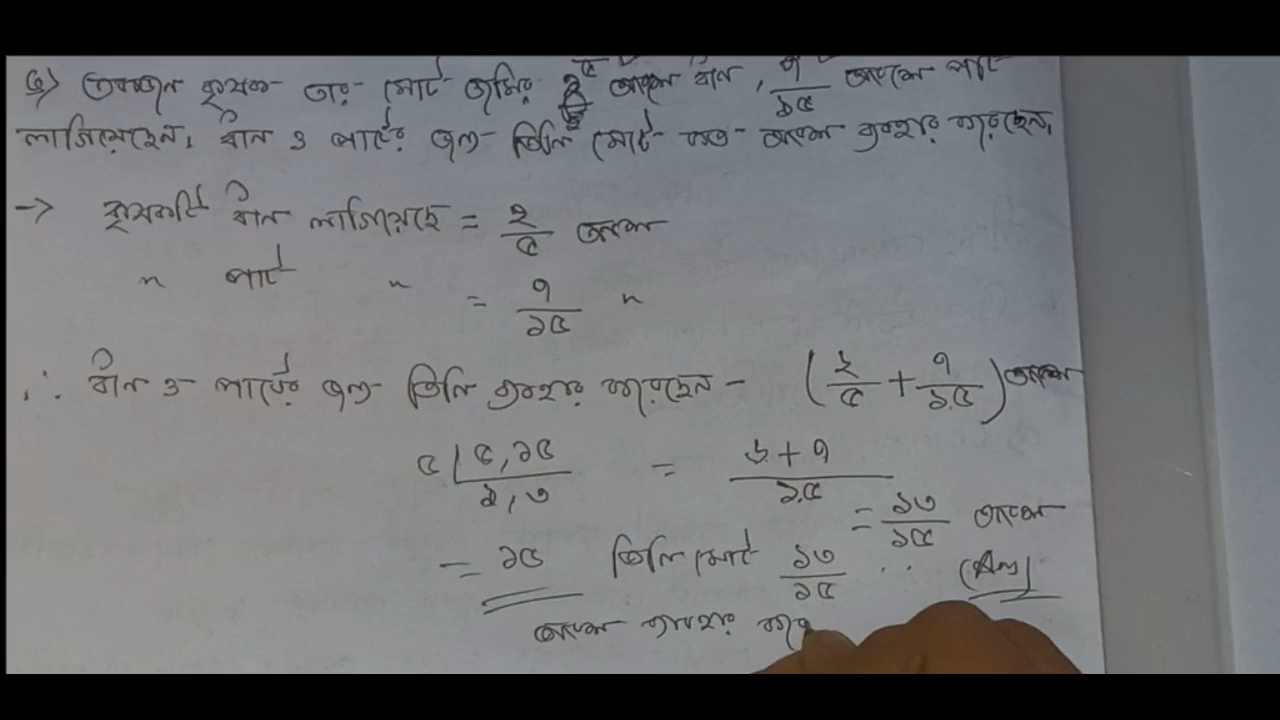 ৫) একজন কৃষক তার মোট জমির ২/৫ অংশে ধান, ৭/১৫ অংশে পাট
লাগিয়েছেন, ধান ও পাটের জন্য তিনি মোট কত অংশ ব্যবহার করেছেন,
→ কৃষকটি ধান লাগিয়েছে = ২/৫ অংশে
" পাট " = ৭/১৫ "
∴ ধান ও পাটের জন্য তিনি ব্যবহার করেছেন - (২/৫ + ৭/১৫) অংশ
৫ | ৫, ১৫ = ৬+৭/১৫
১, ৩
= ১৩/১৫ অংশ
= ১৫ তিনি মোট ১৩/১৫ (Ans)
অংশ ব্যবহার